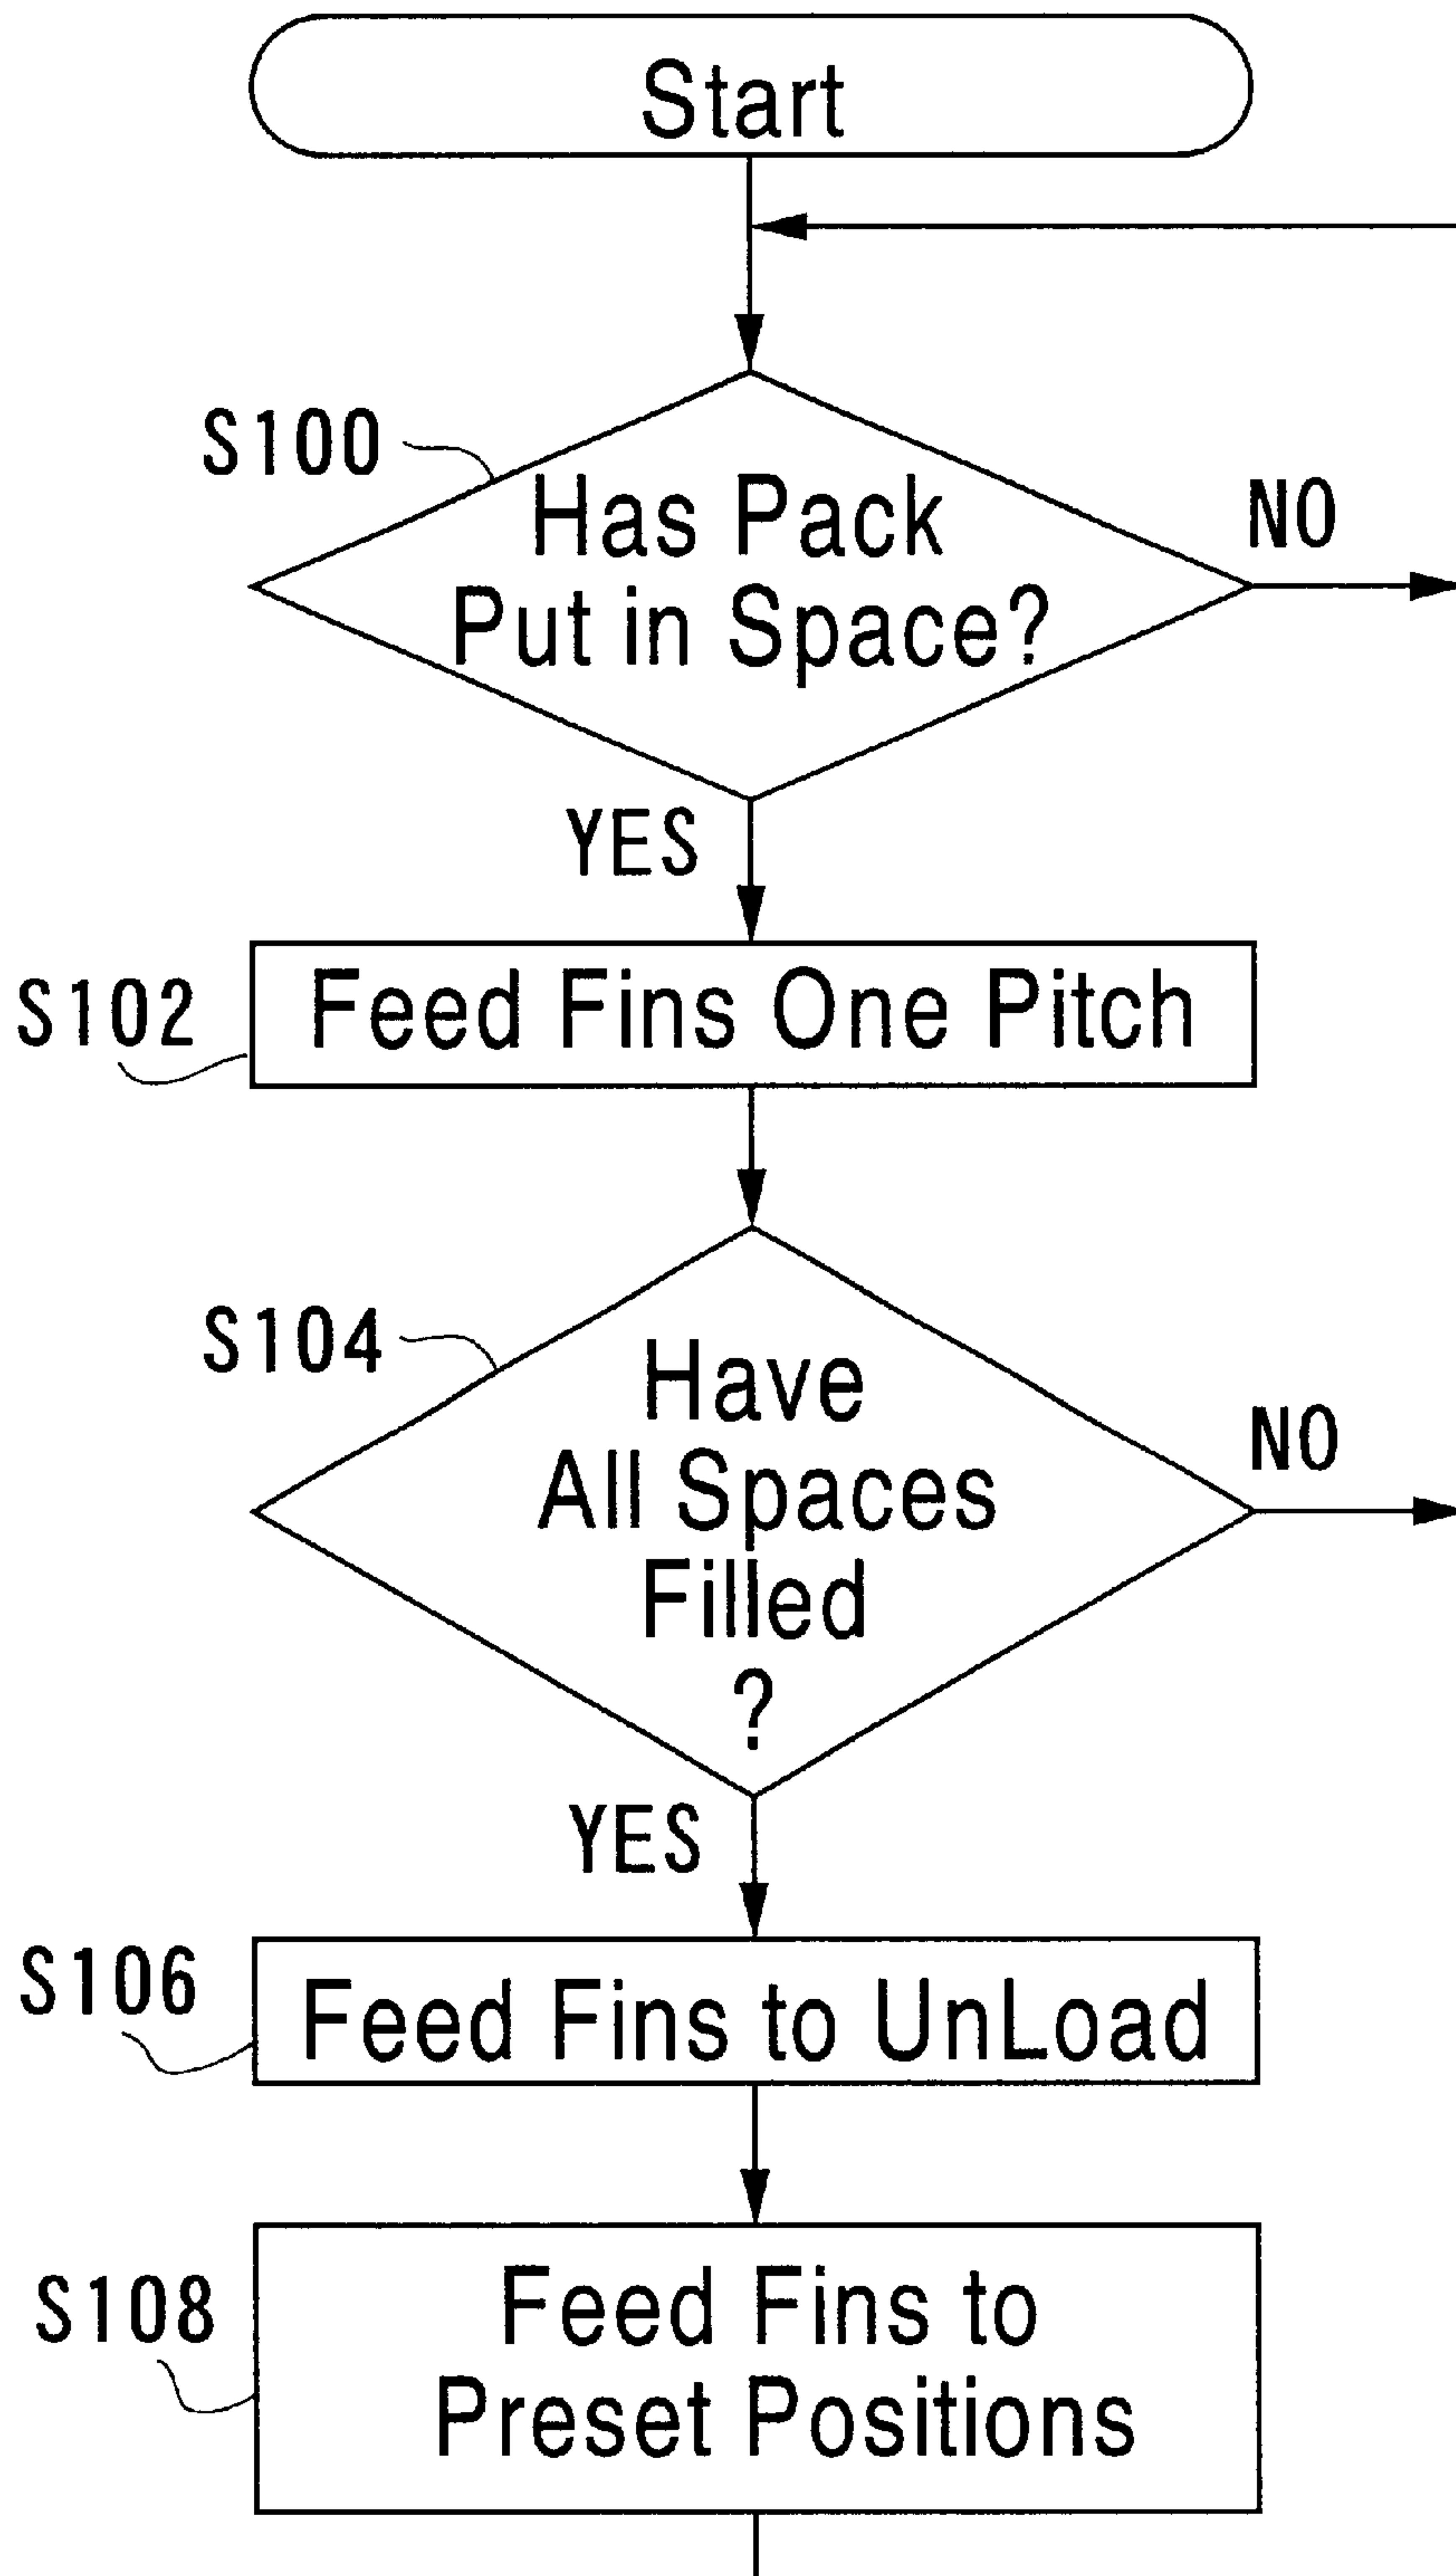 Start
S100
Has Pack
Put in Space?
NO
YES
S102
Feed Fins One Pitch
S104
Have
All Spaces
Filled
?
NO
YES
S106
Feed Fins to UnLoad
S108
Feed Fins to
Preset Positions